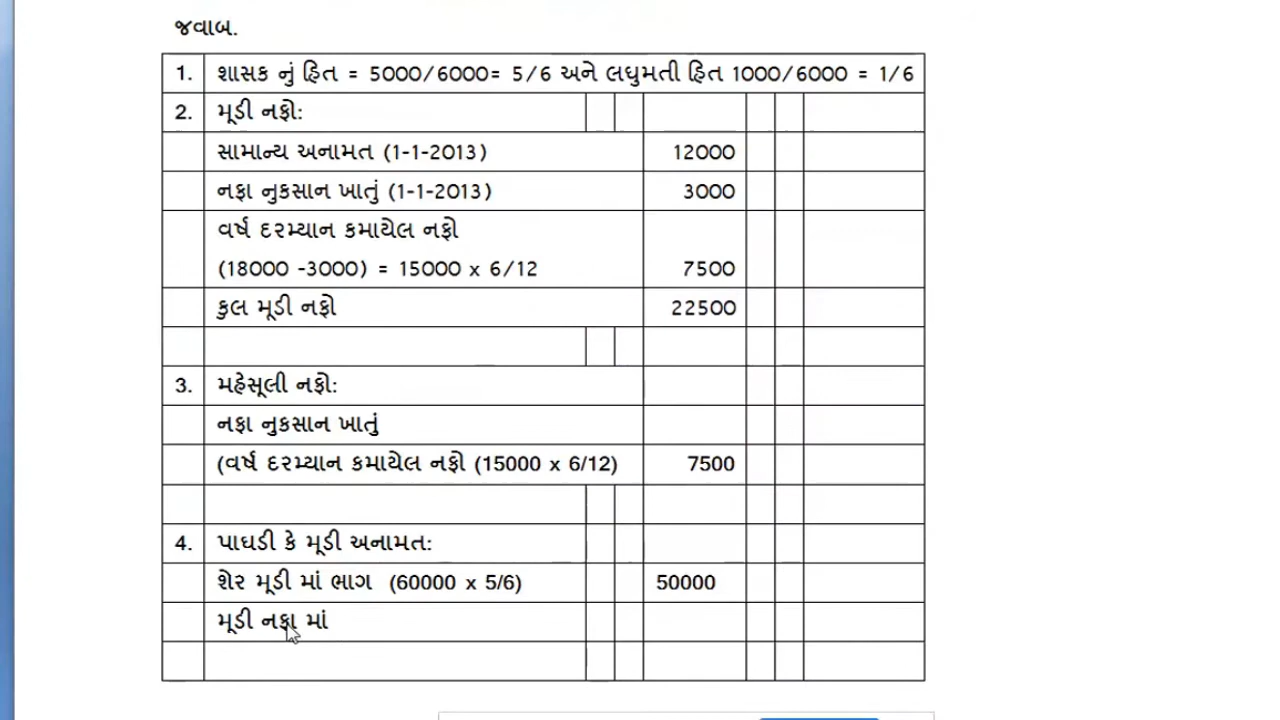 જવાબ.
1. શાસક નું હિત = 5000/6000= 5/6 અને લઘુમતી હિત 1000/6000 = 1/6
2. મૂડી નફો:
સામાન્ય અનામત (1-1-2013) 12000
નફા નુકસાન ખાતું (1-1-2013) 3000
વર્ષ દરમ્યાન કમાયેલ નફો
(18000 -3000) = 15000 x 6/12 7500
કુલ મૂડી નફો 22500
3. મહેસૂલી નફો:
નફા નુકસાન ખાતું
(વર્ષ દરમ્યાન કમાયેલ નફો (15000 x 6/12) 7500
4. પાઘડી કે મૂડી અનામત:
શેર મૂડી માં ભાગ (60000 x 5/6) 50000
મૂડી નફા માં